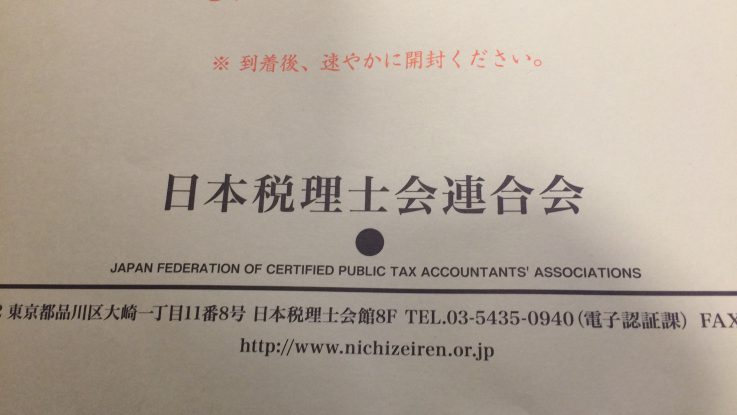 ※ 到着後、速やかに開封ください。
日本税理士会連合会
JAPAN FEDERATION OF CERTIFIED PUBLIC TAX ACCOUNTANTS' ASSOCIATIONS
東京都品川区大崎一丁目11番8号 日本税理士会館8F TEL.03-5435-0940(電子認証課) FAX
http://www.nichizeiren.or.jp